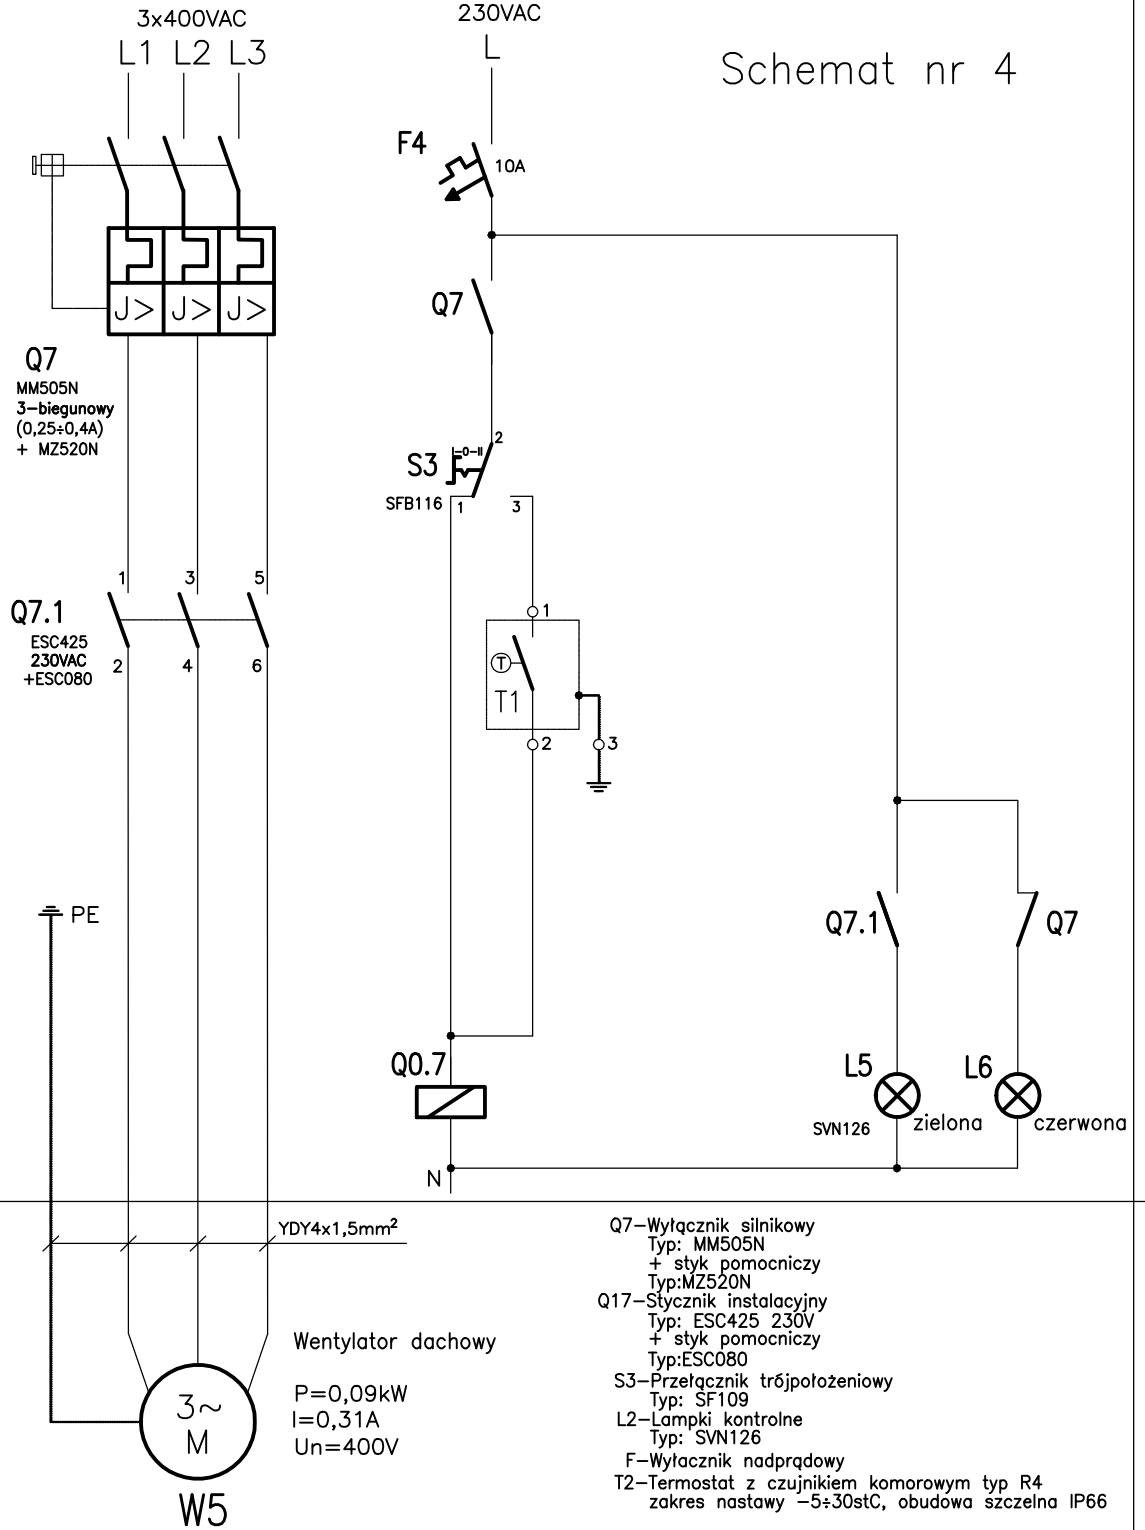 3x400VAC
L1 L2 L3
230VAC
L
Schemat nr 4
F4
10A
J> J> J>
Q7
MM505N
3-biegunowy
(0,25÷0,4A)
+ MZ520N
Q7
2
I-0-II
S3
SFB116
1
3
1 3 5
Q7.1
ESC425
230VAC
+ESC080
2 4 6
1
T
T1
2
3
PE
Q7.1
Q7
Q0.7
L5
L6
SVN126
zielona
czerwona
N
YDY4x1,5mm²
Wentylator dachowy
P=0,09kW
I=0,31A
Un=400V
3~
M
W5
Q7-Wyłącznik silnikowy
Typ: MM505N
+ styk pomocniczy
Typ:MZ520N
Q17-Stycznik instalacyjny
Typ: ESC425 230V
+ styk pomocniczy
Typ:ESC080
S3-Przełącznik trójpołożeniowy
Typ: SF109
L2-Lampki kontrolne
Typ: SVN126
F-Wyłacznik nadprądowy
T2-Termostat z czujnikiem komorowym typ R4
zakres nastawy -5÷30stC, obudowa szczelna IP66